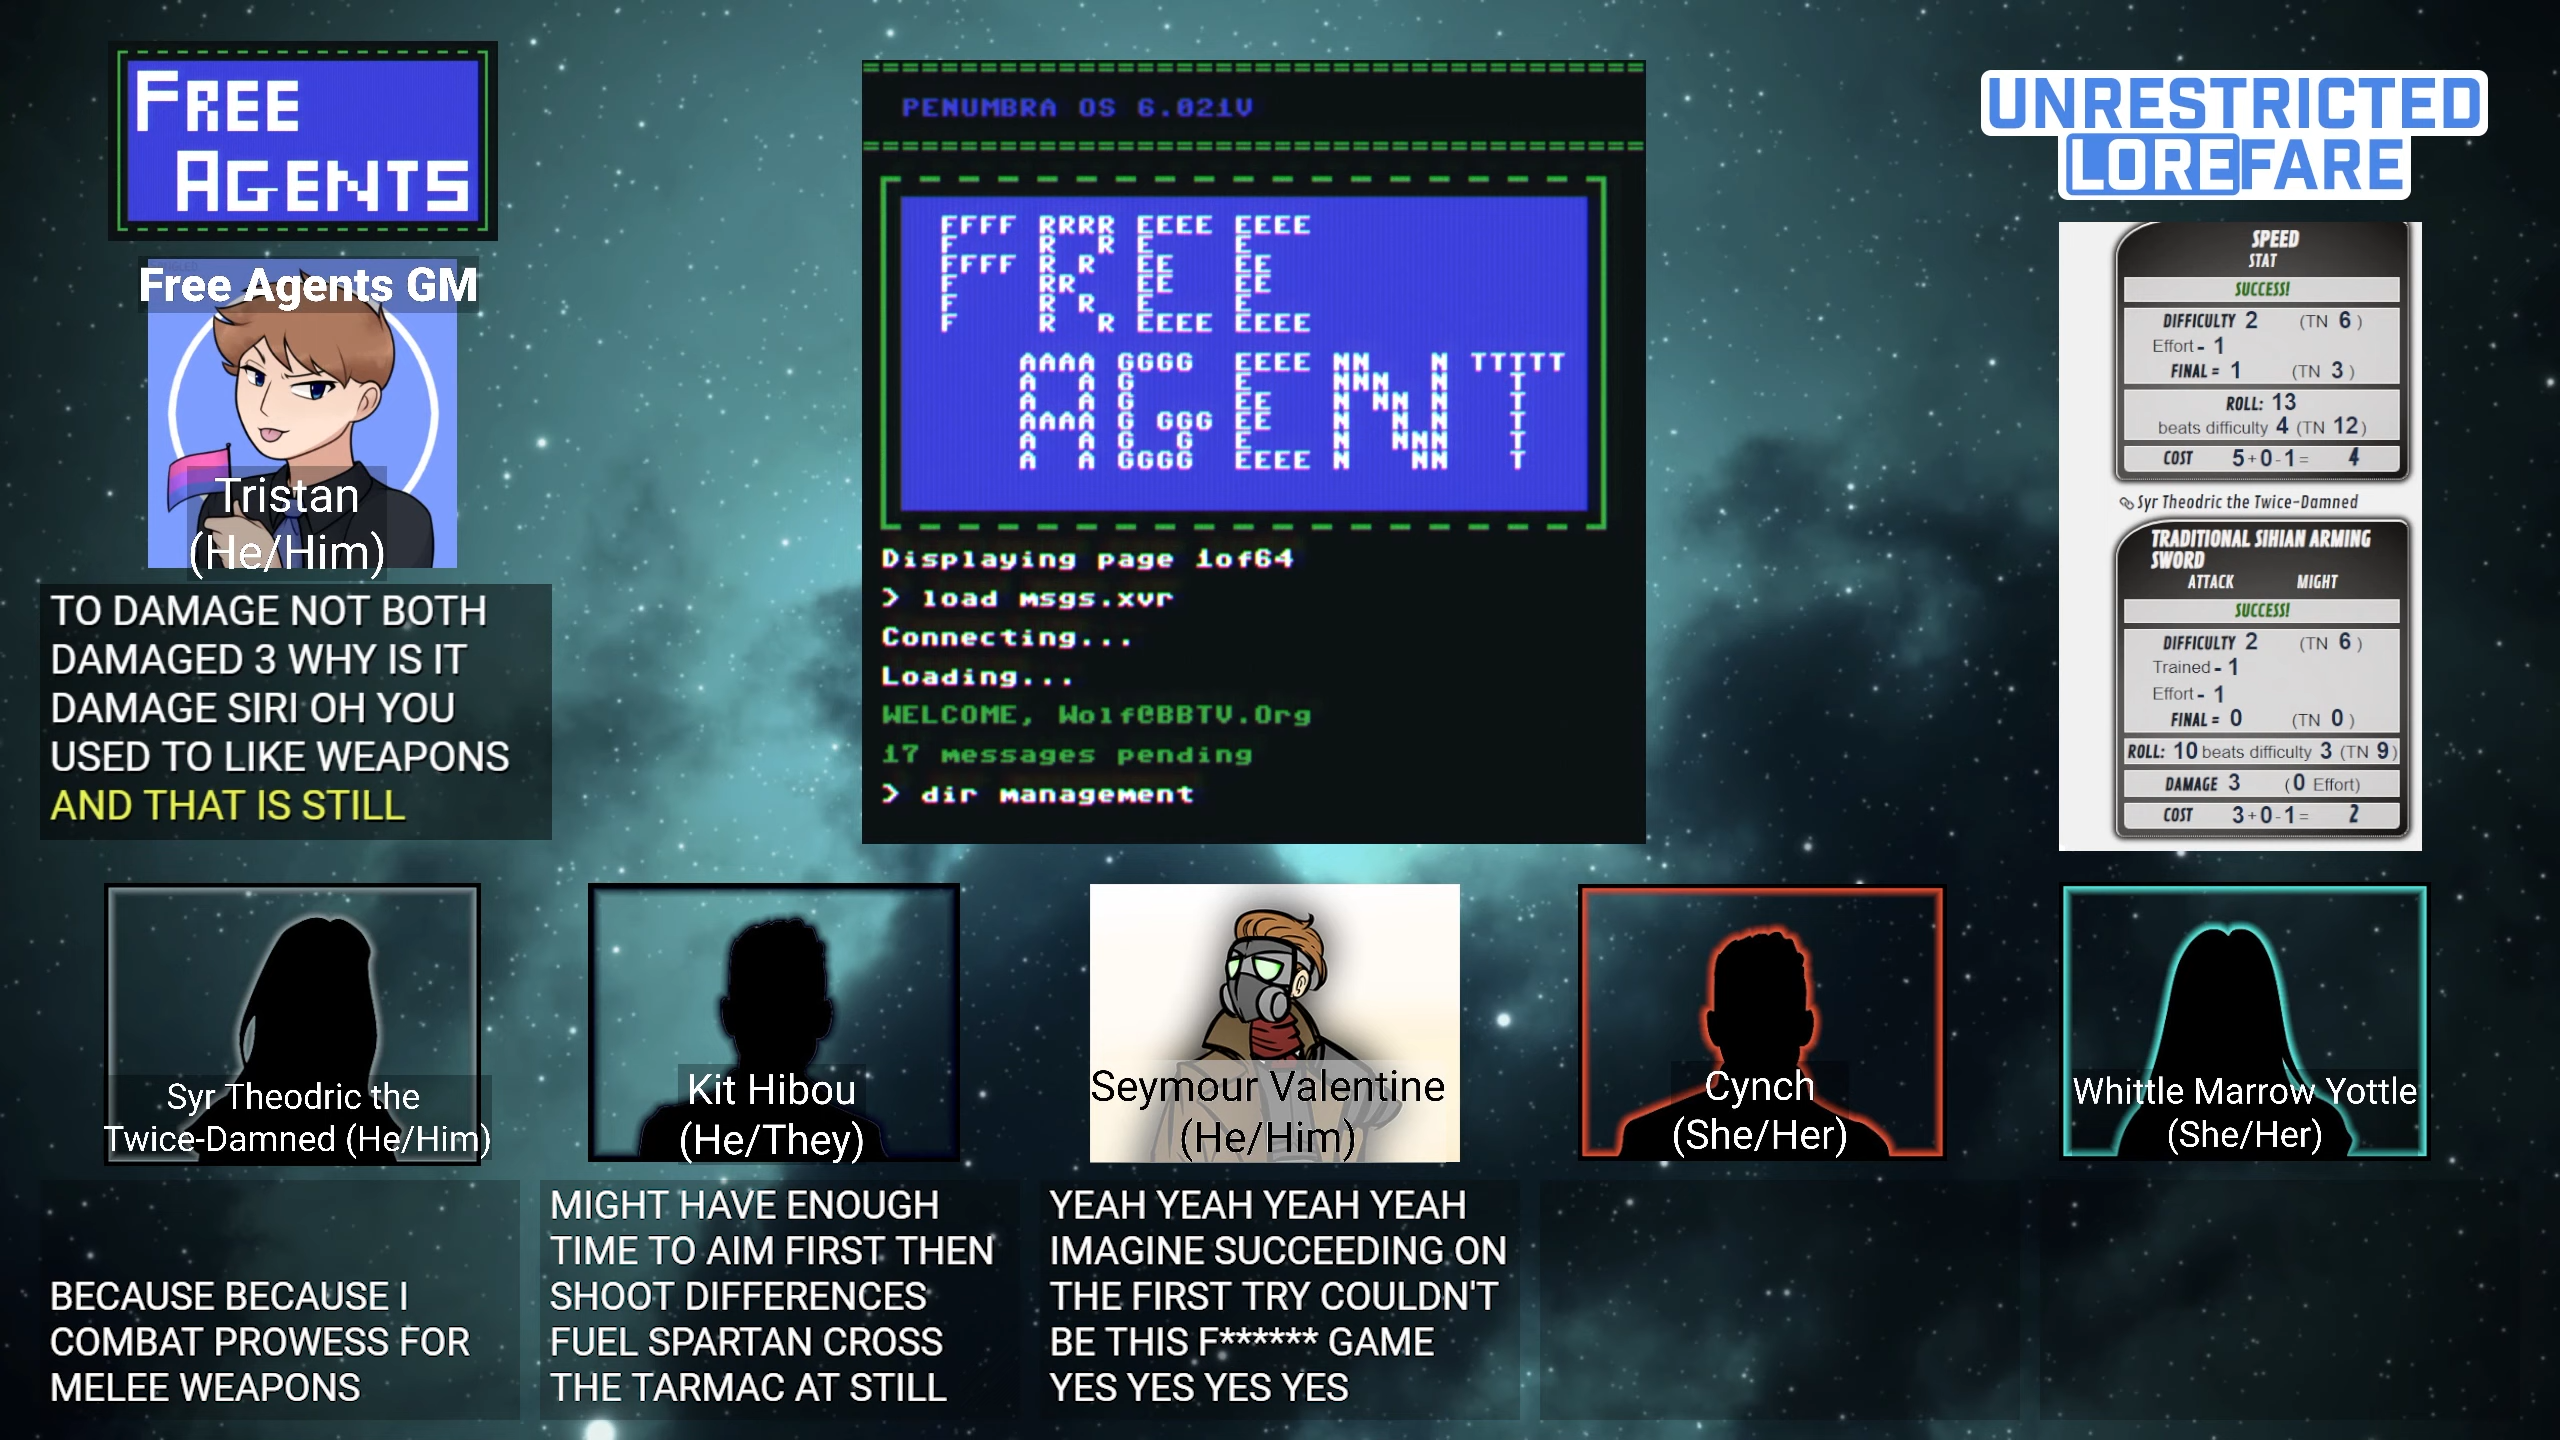 FREE
AGENTS
Free Agents GM
Tristan
(He/Him)
TO DAMAGE NOT BOTH
DAMAGED 3 WHY IS IT
DAMAGE SIRI OH YOU
USED TO LIKE WEAPONS
AND THAT IS STILL
PENUMBRA OS 6.021V
FREE
AGENT
Displaying page 1of64
> load msgs.xvr
Connecting...
Loading...
WELCOME, Wolf@BBTV.Org
17 messages pending
> dir management
UNRESTRICTED
LOREFARE
SPEED
STAT
SUCCESS!
DIFFICULTY 2 (TN 6 )
Effort - 1
FINAL = 1 (TN 3 )
ROLL: 13
beats difficulty 4 (TN 12)
COST 5+0-1= 4
Syr Theodric the Twice-Damned
TRADITIONAL SIHIAN ARMING
SWORD
ATTACK MIGHT
SUCCESS!
DIFFICULTY 2 (TN 6 )
Trained - 1
Effort - 1
FINAL = 0 (TN 0 )
ROLL: 10 beats difficulty 3 (TN 9)
DAMAGE 3 (0 Effort)
COST 3+0-1= 2
Syr Theodric the
Twice-Damned (He/Him)
Kit Hibou
(He/They)
Seymour Valentine
(He/Him)
Cynch
(She/Her)
Whittle Marrow Yottle
(She/Her)
BECAUSE BECAUSE I
COMBAT PROWESS FOR
MELEE WEAPONS
MIGHT HAVE ENOUGH
TIME TO AIM FIRST THEN
SHOOT DIFFERENCES
FUEL SPARTAN CROSS
THE TARMAC AT STILL
YEAH YEAH YEAH YEAH
IMAGINE SUCCEEDING ON
THE FIRST TRY COULDN'T
BE THIS F****** GAME
YES YES YES YES